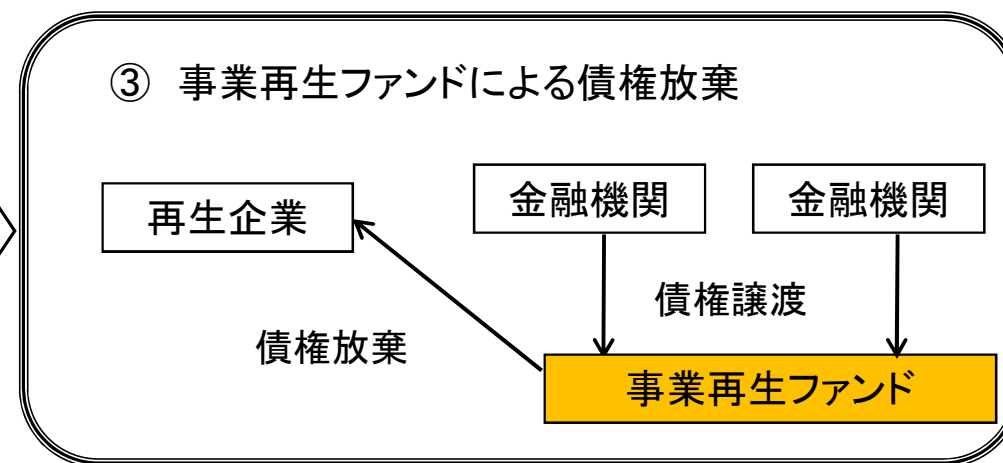 ③ 事業再生ファンドによる債権放棄
再生企業
金融機関
金融機関
債権譲渡
債権放棄
事業再生ファンド